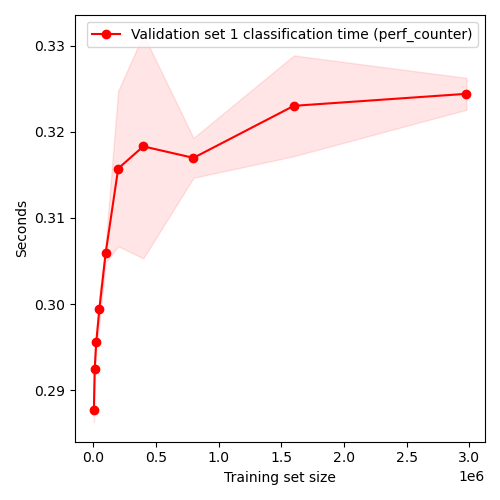 Validation set 1 classification time (perf_counter)
0.33
0.32
0.31
0.30
0.29
Seconds
0.0 0.5 1.0 1.5 2.0 2.5 3.0
1e6
Training set size